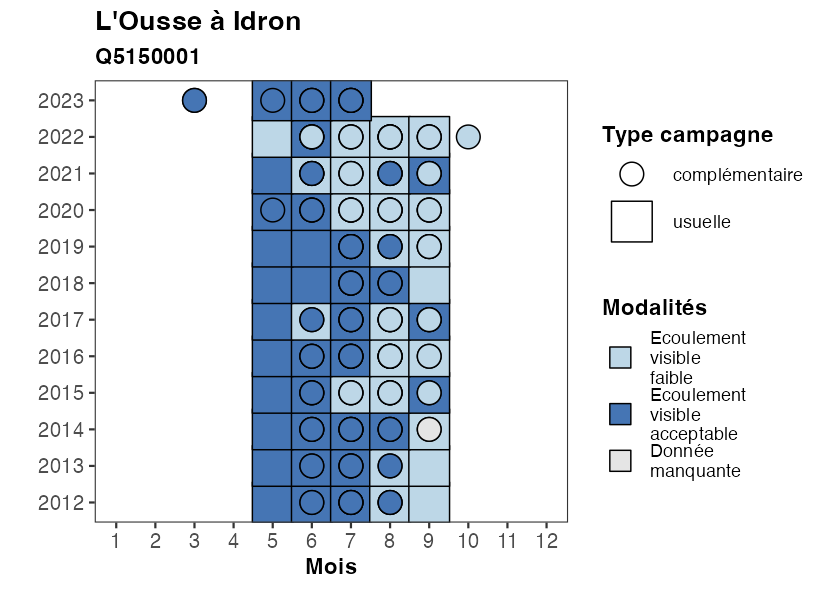 L'Ousse à Idron
Q5150001
2023
2022
2021
2020
2019
2018
2017
2016
2015
2014
2013
2012
1 2 3 4 5 6 7 8 9 10 11 12
Mois
Type campagne
complémentaire
usuelle
Modalités
Ecoulement
visible
faible
Ecoulement
visible
acceptable
Donnée
manquante